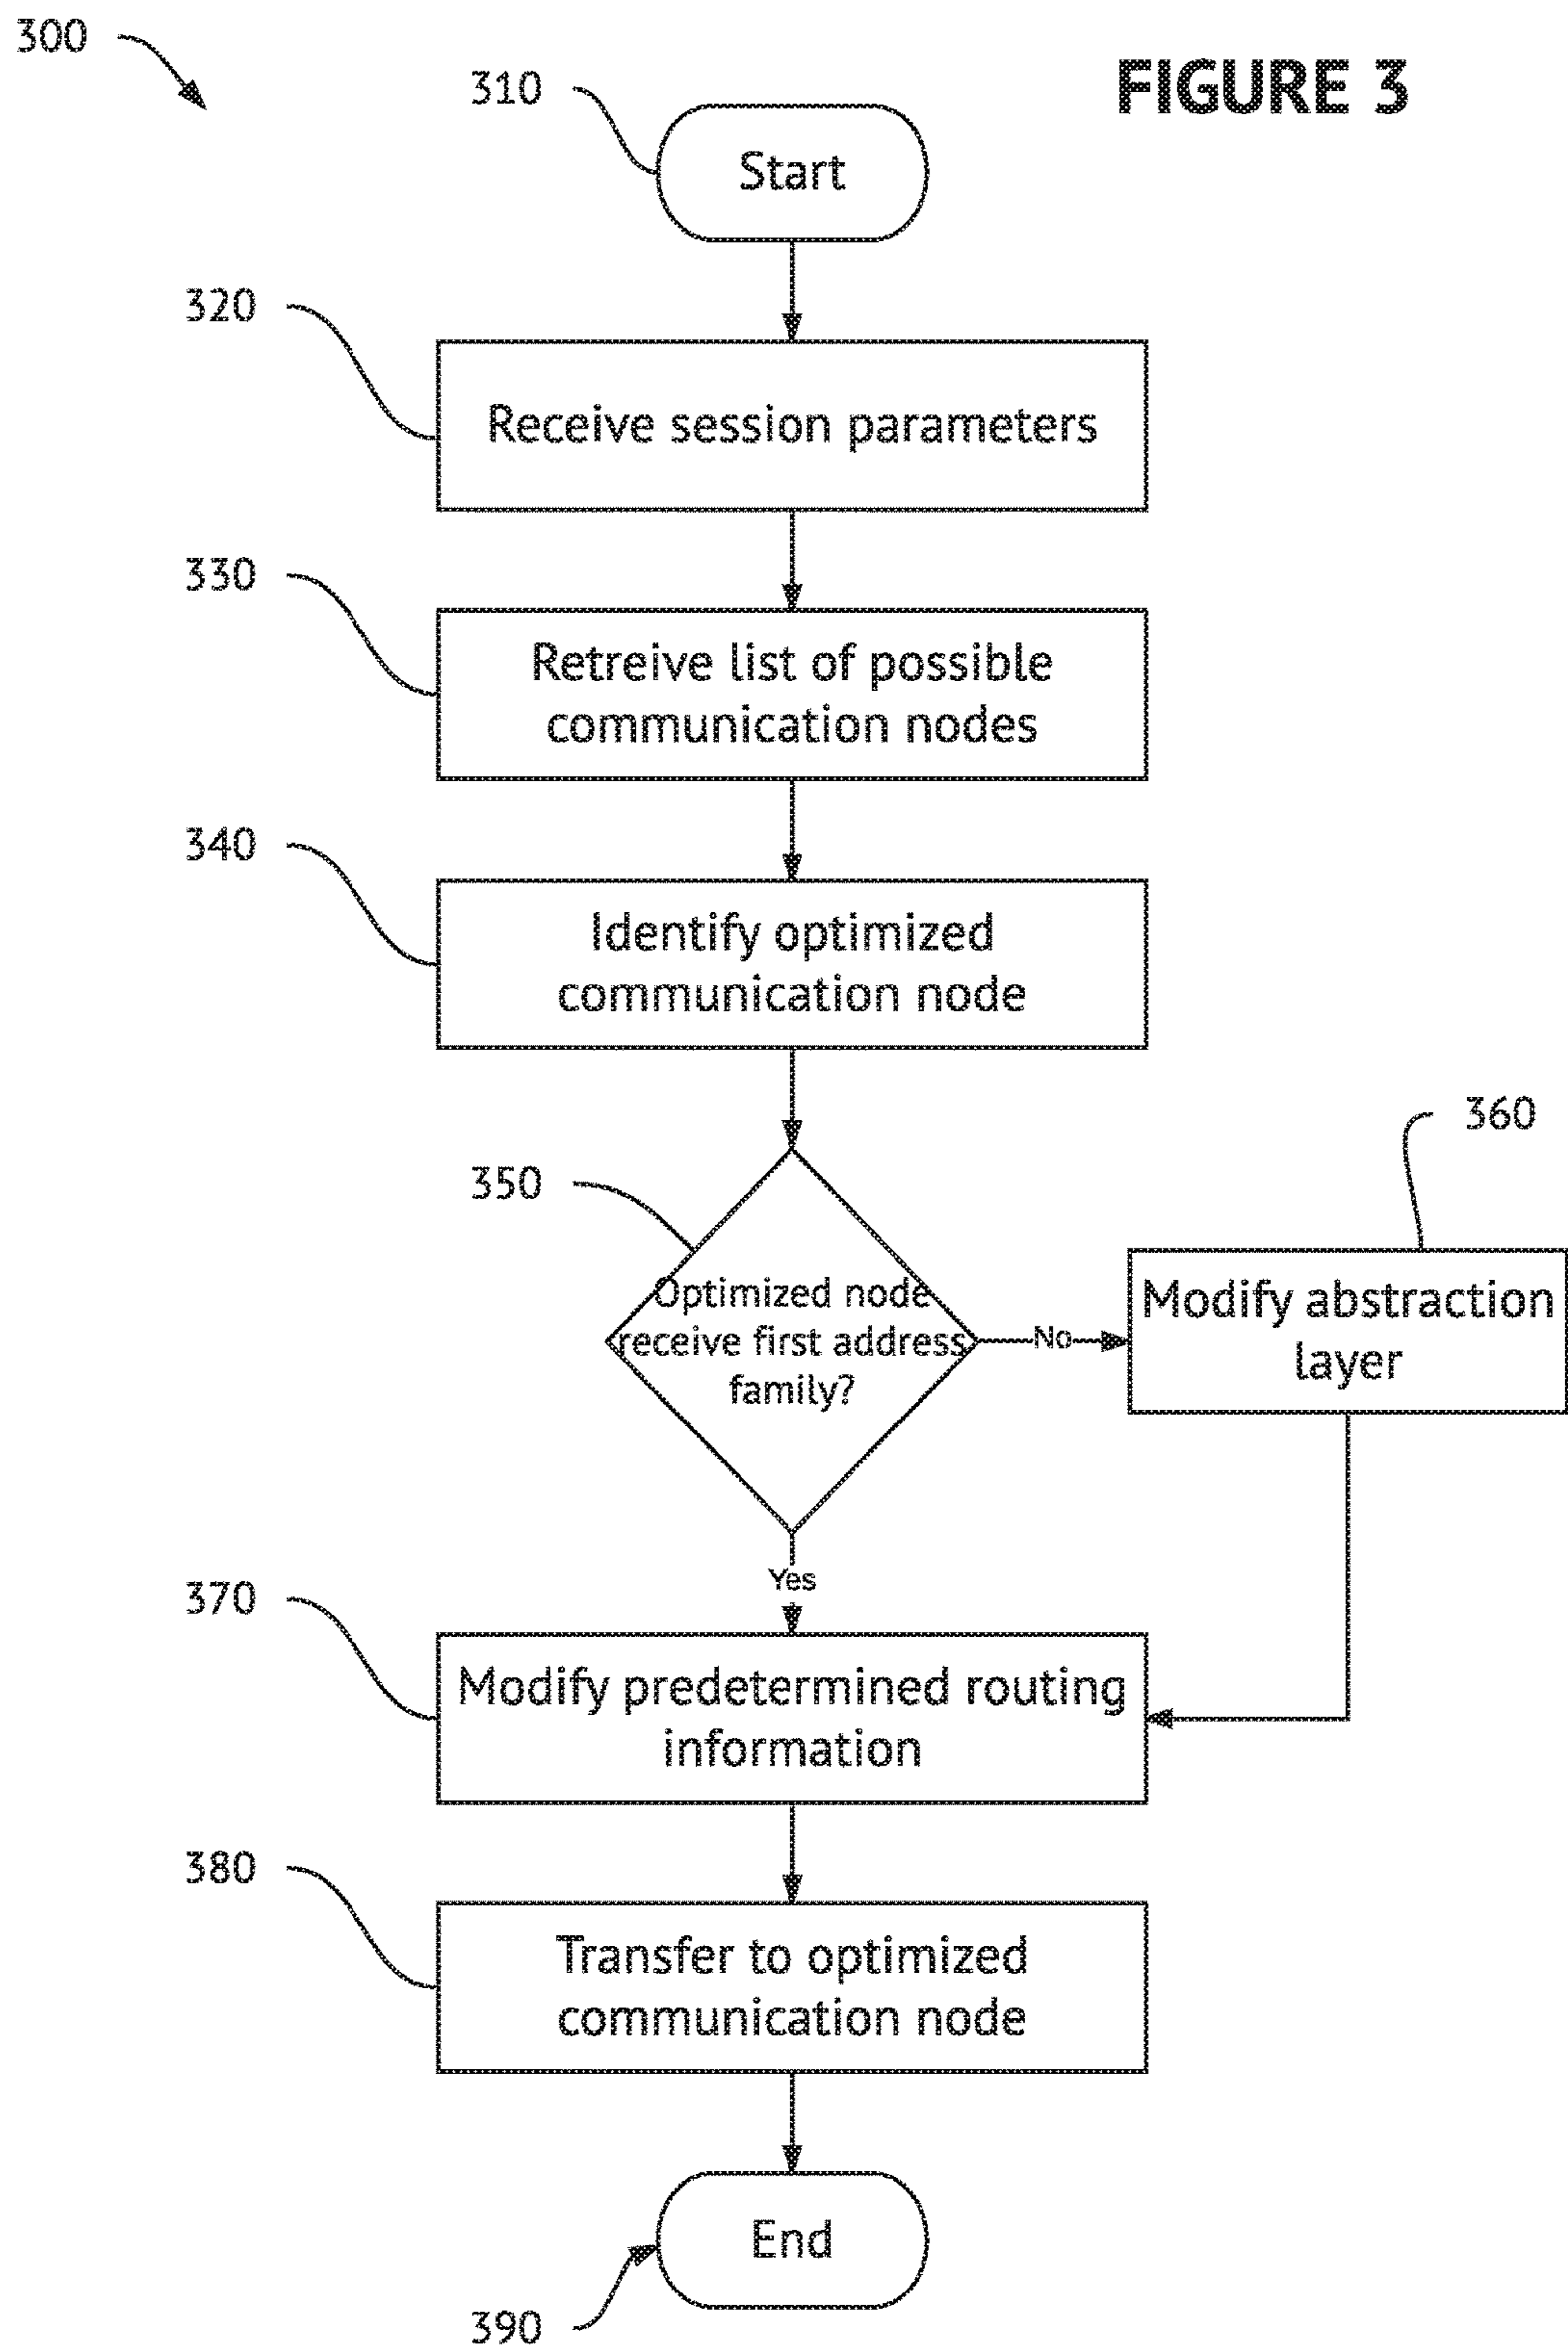 300
310
FIGURE 3
Start
320
Receive session parameters
330
Retreive list of possible
communication nodes
340
Identify optimized
communication node
350
Optimized node
receive first address
family?
No
360
Modify abstraction
layer
Yes
370
Modify predetermined routing
information
380
Transfer to optimized
communication node
End
390